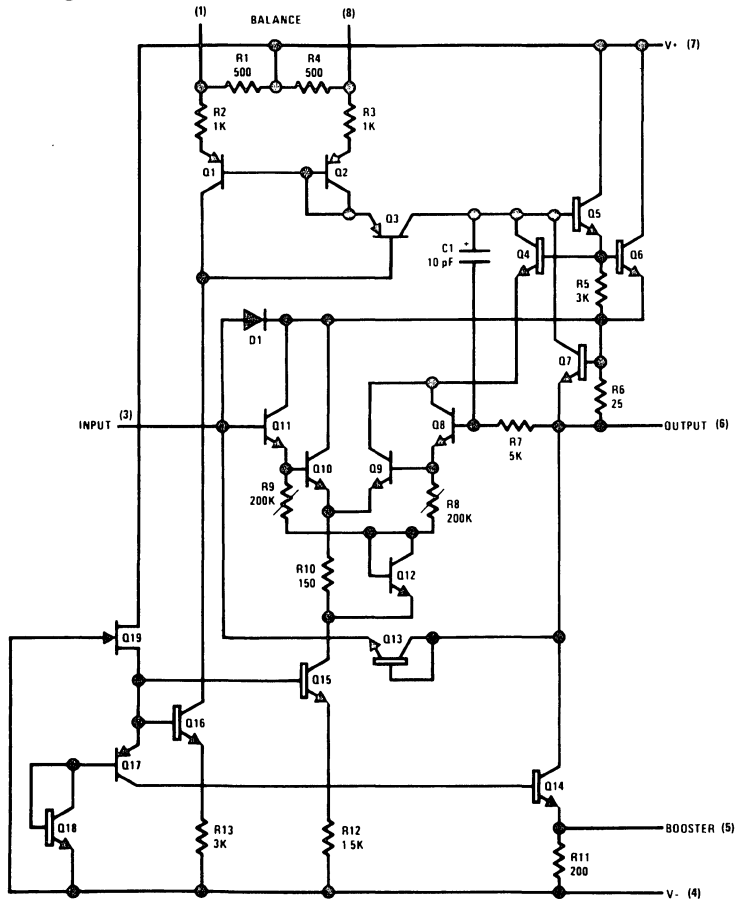 (1)
BALANCE
(8)
V+ (7)
R1
500
R4
500
R2
1K
R3
1K
Q1
Q2
Q3
Q5
C1
10 pF
+
Q4
Q6
R5
3K
D1
Q7
R6
25
INPUT (3)
Q11
Q8
OUTPUT (6)
R7
5K
Q10
Q9
R9
200K
R8
200K
R10
150
Q12
Q19
Q13
Q15
Q16
Q17
Q14
Q18
BOOSTER (5)
R13
3K
R12
1 5K
R11
200
V- (4)